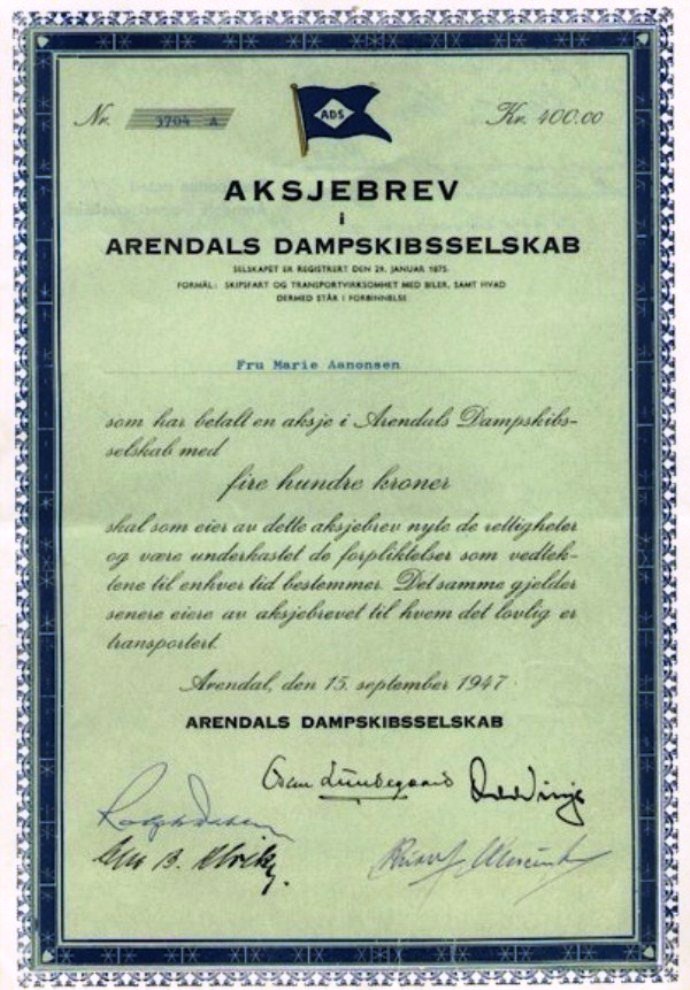 Nr. 3704 A
ADS
Kr. 400.00
AKSJEBREV
i
ARENDALS DAMPSKIBSSELSKAB
SELSKAPET ER REGISTRERT DEN 29. JANUAR 1875.
FORMÅL: SKIPSFART OG TRANSPORTVIRKSOMHET MED BILER, SAMT HVAD
DERMED STÅR I FORBINNELSE
Fru Marie Aanonsen
som har betalt en aksje i Arendals Dampskibs-
selskab med
fire hundre kroner
skal som eier av dette aksjebrev nyte de rettigheter
og være underkastet de forpliktelser som vedtek-
tene til enhver tid bestemmer. Det samme gjelder
senere eiere av aksjebrevet til hvem det lovlig er
transportert.
Arendal, den 15. september 1947.
ARENDALS DAMPSKIBSSELSKAB
Lundegaard
B.